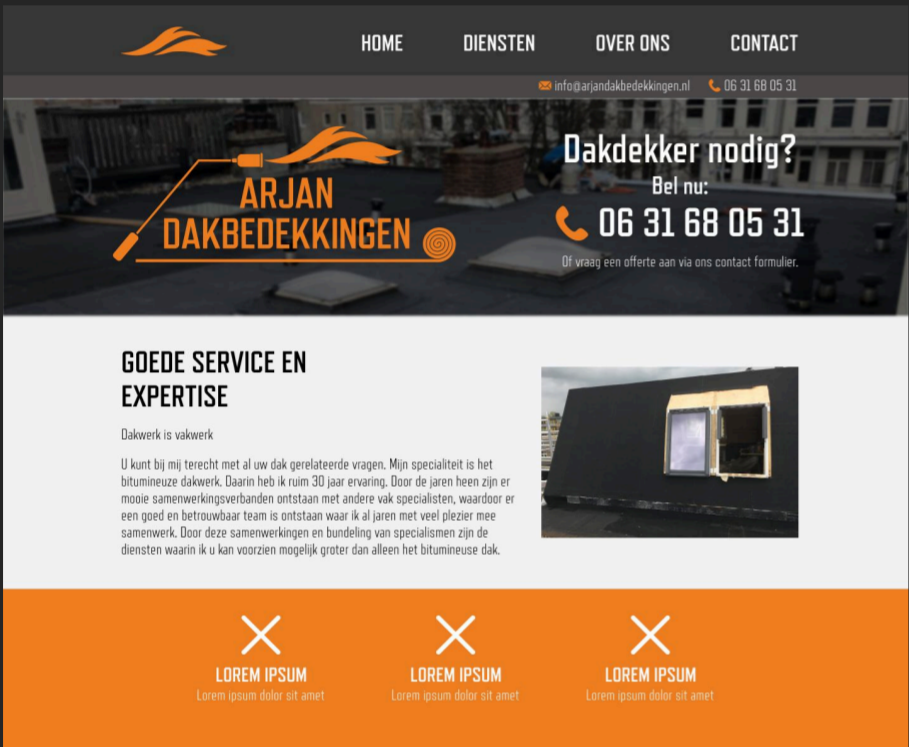 HOME DIENSTEN OVER ONS CONTACT
info@arjandakbedekkingen.nl 06 31 68 05 31
ARJAN
DAKBEDEKKINGEN
Dakdekker nodig?
Bel nu:
06 31 68 05 31
Of vraag een offerte aan via ons contact formulier.
GOEDE SERVICE EN
EXPERTISE
Dakwerk is vakwerk
U kunt bij mij terecht met al uw dak gerelateerde vragen. Mijn specialiteit is het
bitumineuze dakwerk. Daarin heb ik ruim 30 jaar ervaring. Door de jaren heen zijn er
mooie samenwerkingsverbanden ontstaan met andere vak specialisten, waardoor er
een goed en betrouwbaar team is ontstaan waar ik al jaren met veel plezier mee
samenwerk. Door deze samenwerkingen en bundeling van specialismen zijn de
diensten waarin ik u kan voorzien mogelijk groter dan alleen het bitumineuse dak.
LOREM IPSUM LOREM IPSUM LOREM IPSUM
Lorem ipsum dolor sit amet Lorem ipsum dolor sit amet Lorem ipsum dolor sit amet